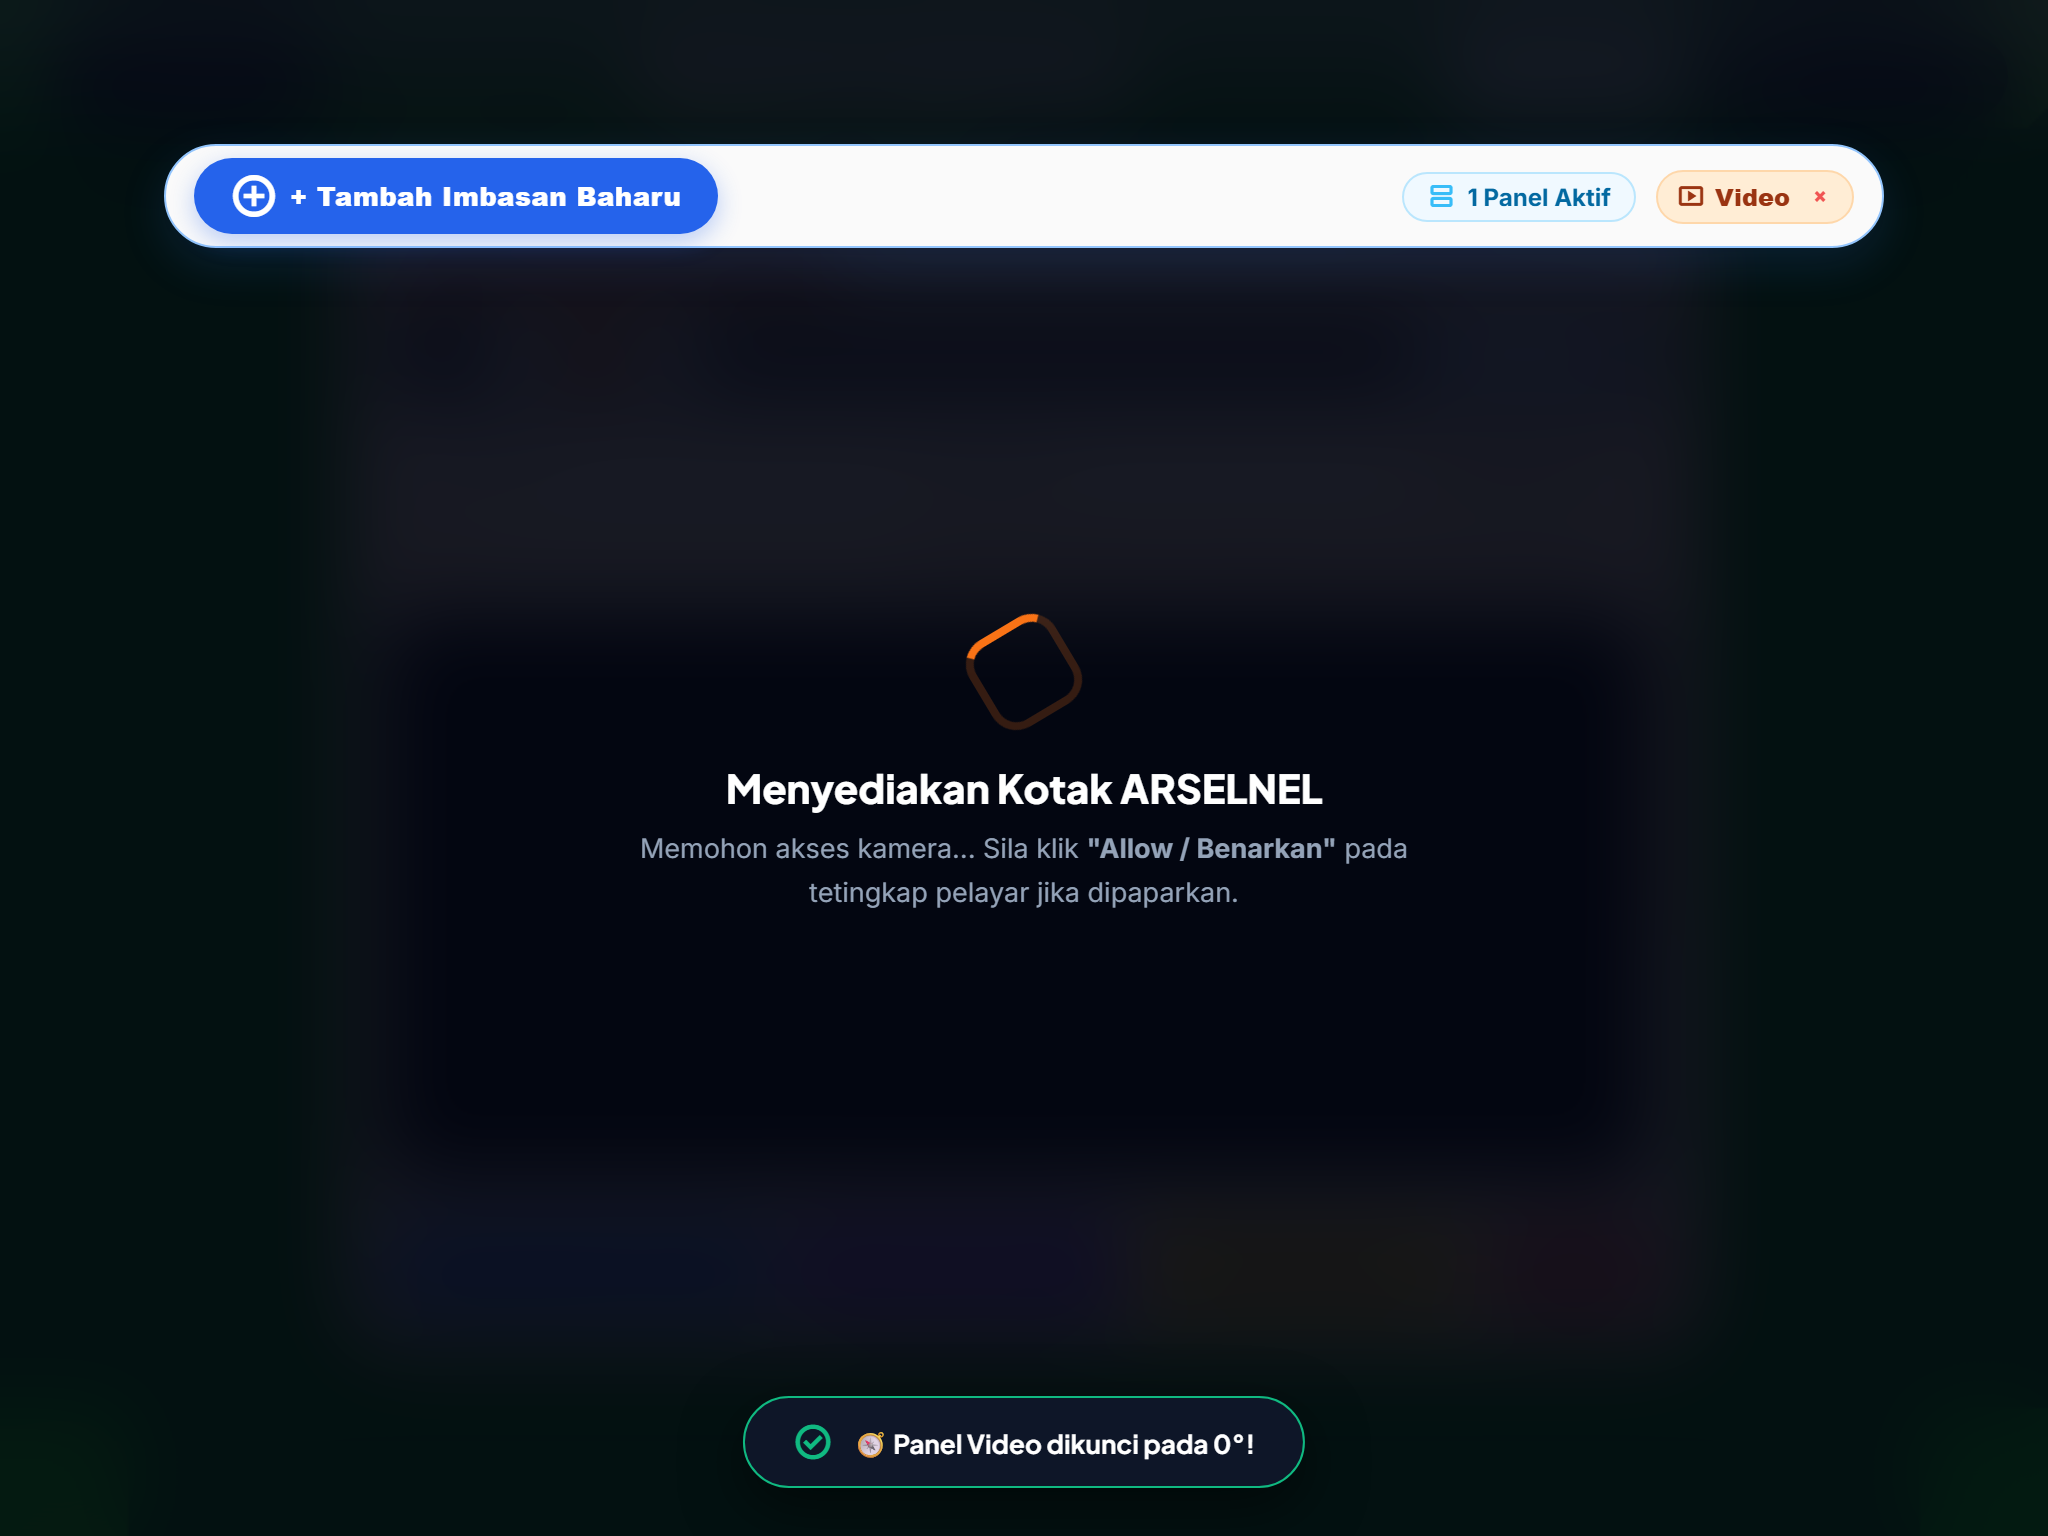 + Tambah Imbasan Baharu
1 Panel Aktif
Video
Menyediakan Kotak ARSELNEL
Memohon akses kamera... Sila klik "Allow / Benarkan" pada
tetingkap pelayar jika dipaparkan.
Panel Video dikunci pada 0°!